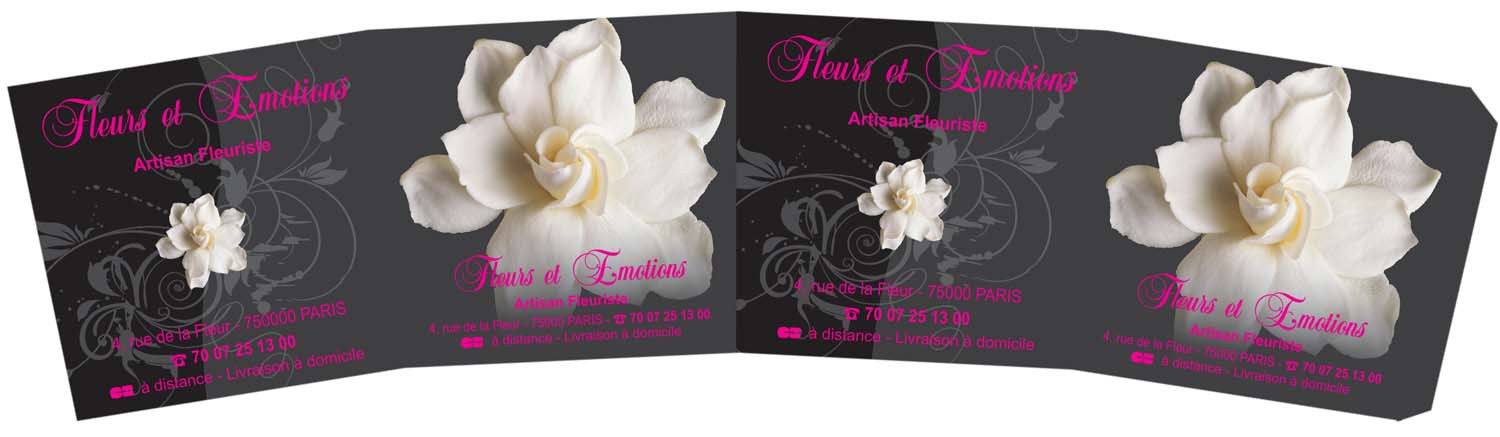 Fleurs et Emotions
Artisan Fleuriste
4, rue de la Fleur - 750000 PARIS
☎ 70 07 25 13 00
CB à distance - Livraison à domicile
Fleurs et Emotions
Artisan Fleuriste
4, rue de la Fleur - 75000 PARIS - ☎ 70 07 25 13 00
CB à distance - Livraison à domicile
Fleurs et Emotions
Artisan Fleuriste
4, rue de la Fleur - 75000 PARIS
☎ 70 07 25 13 00
CB à distance - Livraison à domicile
Fleurs et Emotions
Artisan Fleuriste
4, rue de la Fleur - 75000 PARIS - ☎ 70 07 25 13 00
CB à distance - Livraison à domicile